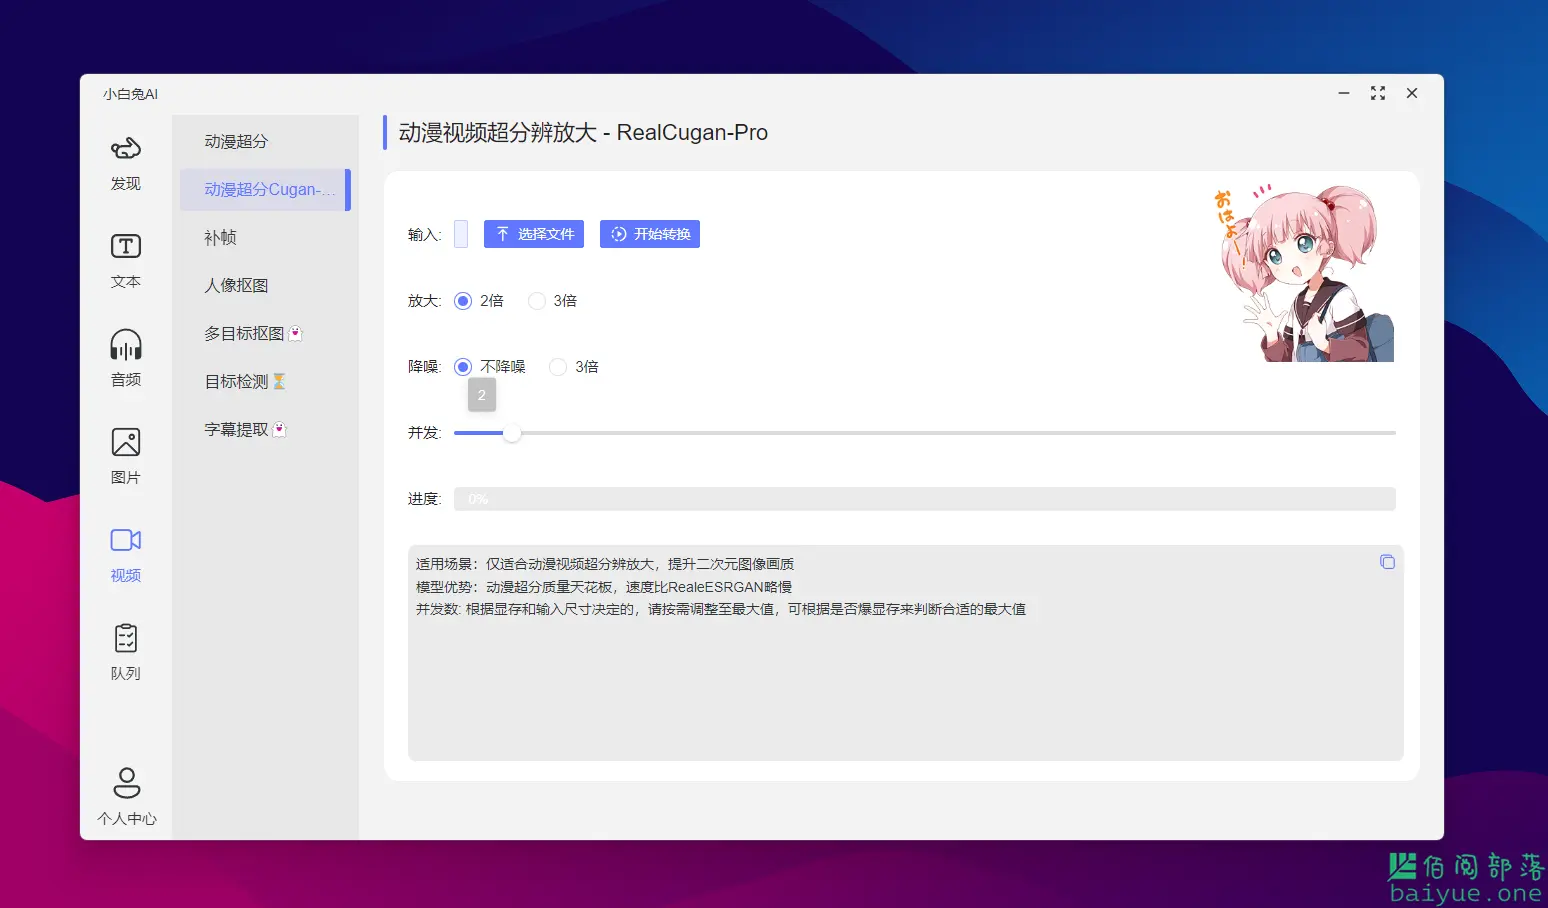 小白兔AI
发现
文本
音频
图片
视频
队列
个人中心
动漫超分
动漫超分Cugan-...
补帧
人像抠图
多目标抠图
目标检测
字幕提取
动漫视频超分辨放大 - RealCugan-Pro
输入: 选择文件 开始转换
放大: 2倍 3倍
降噪: 不降噪 3倍
2
并发:
进度: 0%
适用场景：仅适合动漫视频超分辨放大，提升二次元图像画质
模型优势：动漫超分质量天花板，速度比RealeESRGAN略慢
并发数: 根据显存和输入尺寸决定的，请按需调整至最大值，可根据是否爆显存来判断合适的最大值
おはよーー!
佰阅部落
baiyue.one